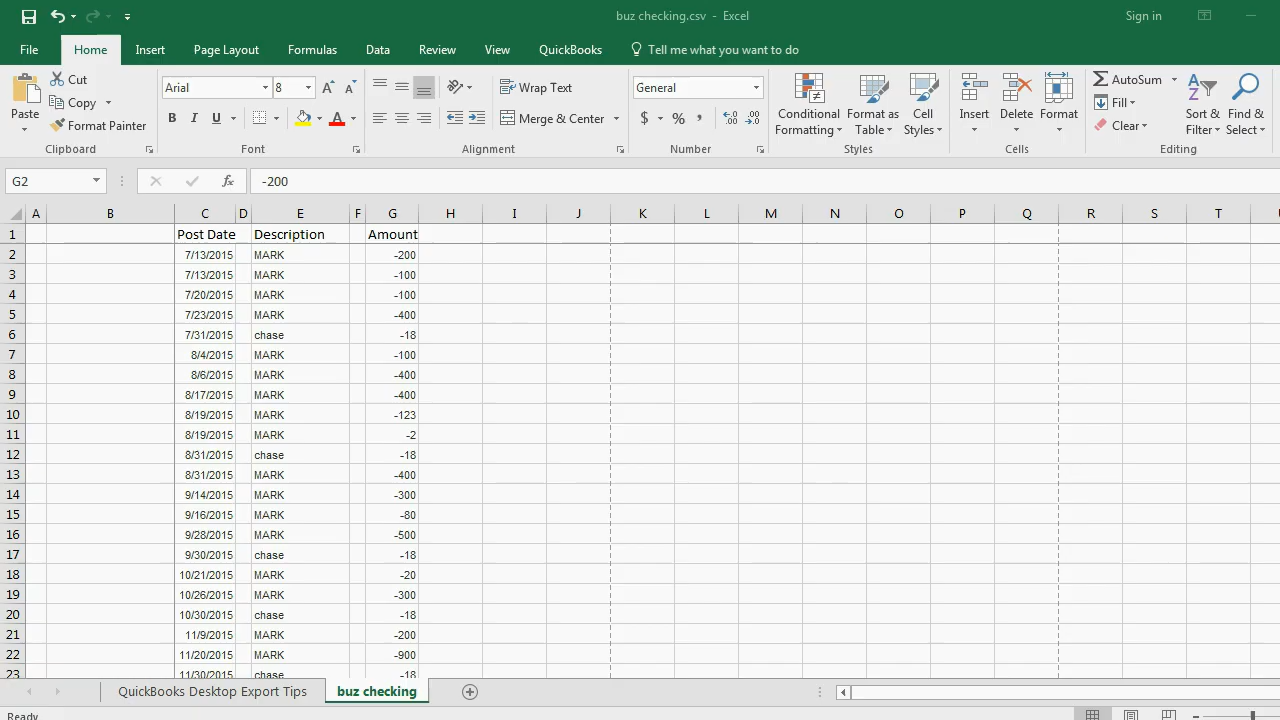 buz checking.csv - Excel
Sign in
File Home Insert Page Layout Formulas Data Review View QuickBooks Tell me what you want to do
Paste
Cut
Copy
Format Painter
Clipboard
Arial 8 A A
B I U A
Font
Wrap Text
Merge & Center
Alignment
General
$ % ,
Number
Conditional Formatting
Format as Table
Cell Styles
Styles
Insert Delete Format
Cells
AutoSum
Fill
Clear
Sort & Filter
Find & Select
Editing
G2 fx -200
A B C D E F G H I J K L M N O P Q R S T
1 Post Date Description Amount
2 7/13/2015 MARK -200
3 7/13/2015 MARK -100
4 7/20/2015 MARK -100
5 7/23/2015 MARK -400
6 7/31/2015 chase -18
7 8/4/2015 MARK -100
8 8/6/2015 MARK -400
9 8/17/2015 MARK -400
10 8/19/2015 MARK -123
11 8/19/2015 MARK -2
12 8/31/2015 chase -18
13 8/31/2015 MARK -400
14 9/14/2015 MARK -300
15 9/16/2015 MARK -80
16 9/28/2015 MARK -500
17 9/30/2015 chase -18
18 10/21/2015 MARK -20
19 10/26/2015 MARK -300
20 10/30/2015 chase -18
21 11/9/2015 MARK -200
22 11/20/2015 MARK -900
23 11/30/2015 chase -18
QuickBooks Desktop Export Tips buz checking
Ready